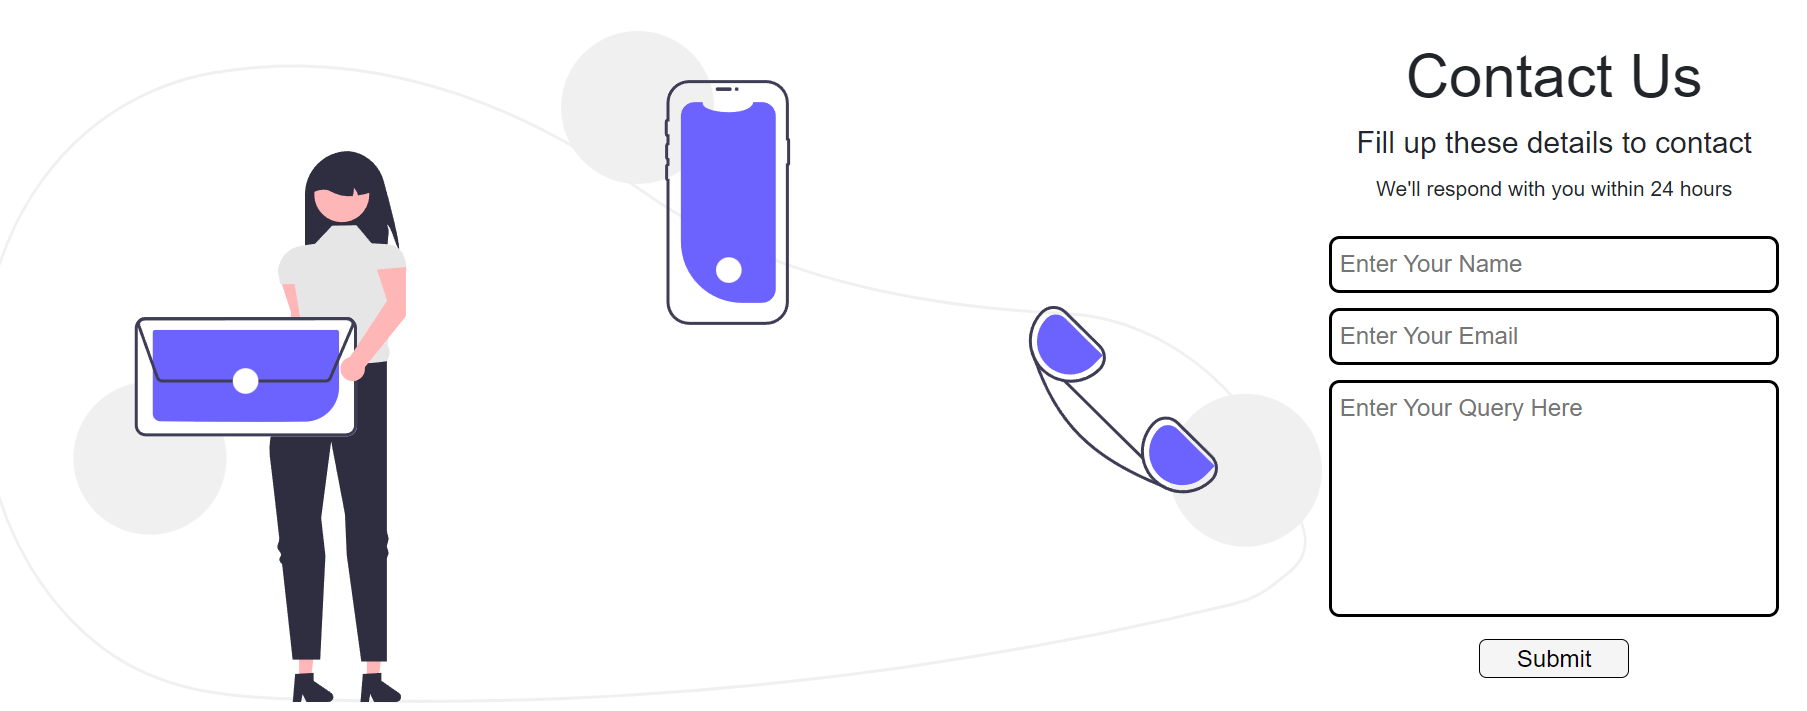 Contact Us
Fill up these details to contact
We'll respond with you within 24 hours
Enter Your Name
Enter Your Email
Enter Your Query Here
Submit